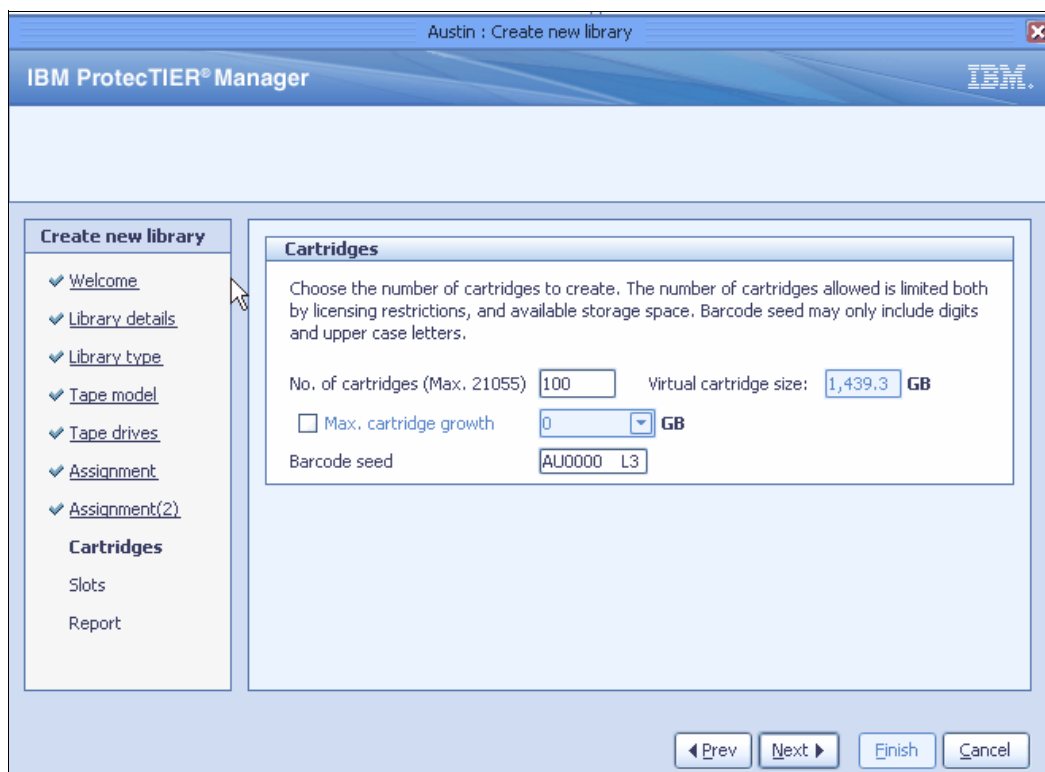 Austin : Create new library
IBM ProtecTIER® Manager
IBM.
Create new library
Welcome
Library details
Library type
Tape model
Tape drives
Assignment
Assignment(2)
Cartridges
Slots
Report
Cartridges
Choose the number of cartridges to create. The number of cartridges allowed is limited both
by licensing restrictions, and available storage space. Barcode seed may only include digits
and upper case letters.
No. of cartridges (Max. 21055) 100 Virtual cartridge size: 1,439.3 GB
Max. cartridge growth 0 GB
Barcode seed AU0000 L3
Prev Next Finish Cancel